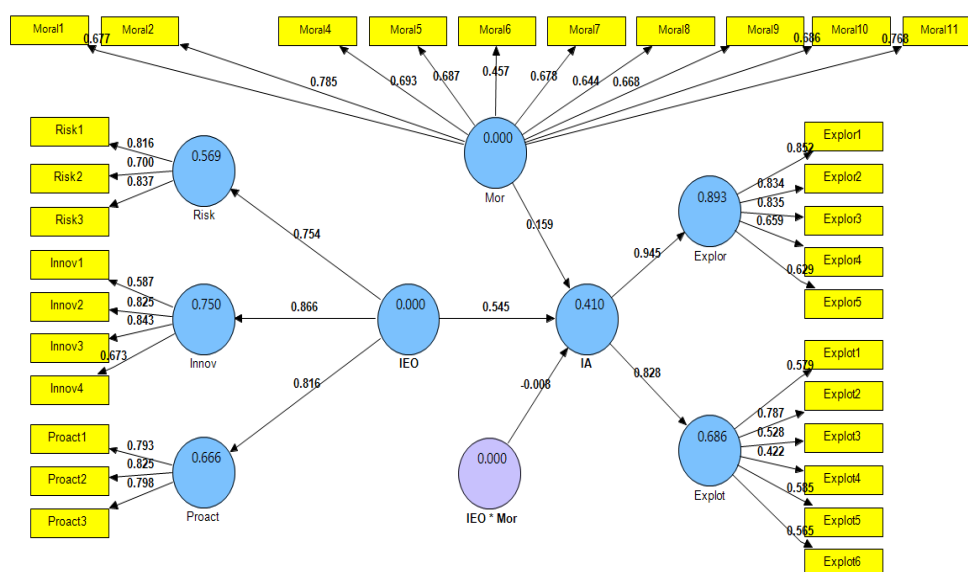 Moral1
Moral2
Moral4
Moral5
Moral6
Moral7
Moral8
Moral9
Moral10
Moral11
0.677
0.785
0.693
0.687
0.457
0.678
0.644
0.668
0.686
0.768
0.000
Mor
0.159
Risk1
Risk2
Risk3
0.816
0.700
0.837
0.569
Risk
0.754
Innov1
Innov2
Innov3
Innov4
0.587
0.825
0.843
0.673
0.750
Innov
0.866
0.000
IEO
0.545
0.410
IA
0.816
Proact1
Proact2
Proact3
0.793
0.825
0.798
0.666
Proact
-0.008
0.000
IEO * Mor
0.945
0.893
Explor
0.852
0.834
0.835
0.659
0.629
Explor1
Explor2
Explor3
Explor4
Explor5
0.828
0.686
Explot
0.579
0.787
0.528
0.422
0.585
0.565
Explot1
Explot2
Explot3
Explot4
Explot5
Explot6